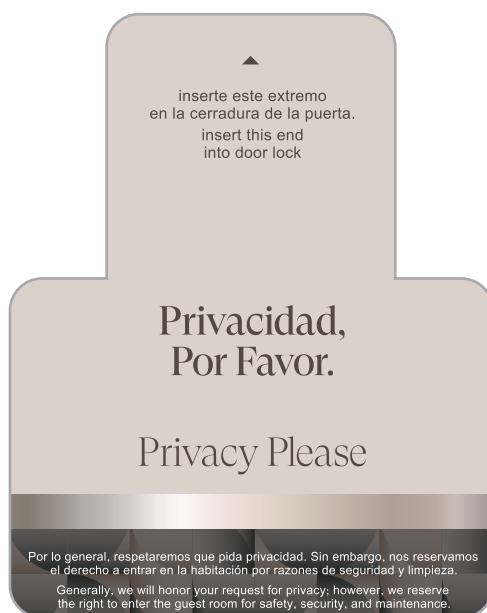 inserte este extremo
en la cerradura de la puerta.
insert this end
into door lock
Privacidad,
Por Favor.
Privacy Please
Por lo general, respetaremos que pida privacidad. Sin embargo, nos reservamos
el derecho a entrar en la habitación por razones de seguridad y limpieza.
Generally, we will honor your request for privacy; however, we reserve
the right to enter the guest room for safety, security, and maintenance.